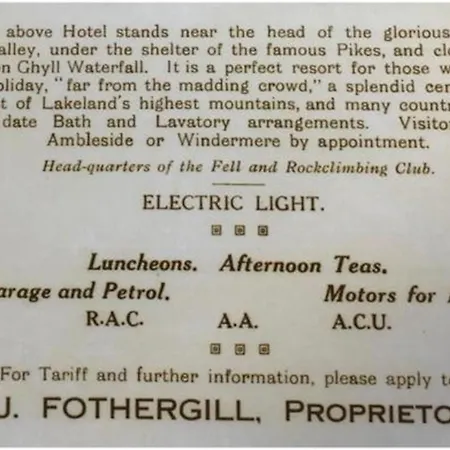 above Hotel stands near the head of the glorious
alley, under the shelter of the famous Pikes, and clo
n Ghyll Waterfall. It is a perfect resort for those w
oliday, "far from the madding crowd," a splendid cen
t of Lakeland's highest mountains, and many countr
date Bath and Lavatory arrangements. Visito
Ambleside or Windermere by appointment.
Head-quarters of the Fell and Rockclimbing Club.
ELECTRIC LIGHT.
Luncheons. Afternoon Teas.
arage and Petrol. Motors for
R.A.C. A.A. A.C.U.
For Tariff and further information, please apply t
J. FOTHERGILL, PROPRIETO